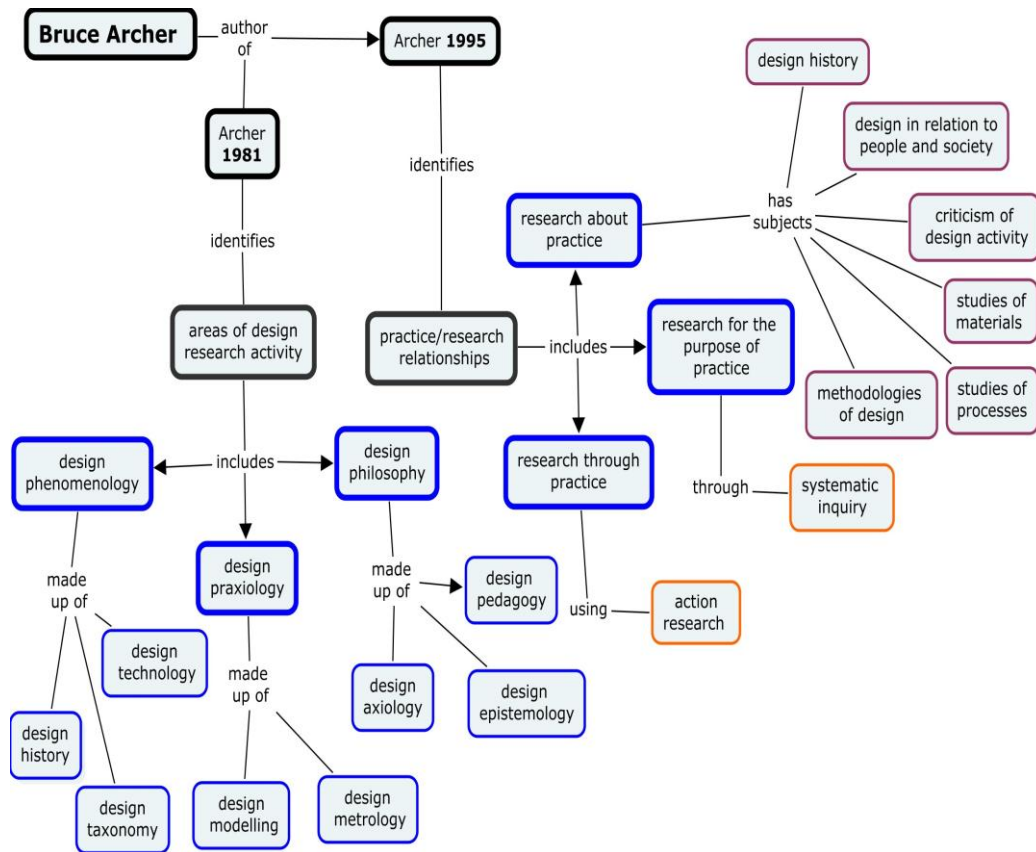 Bruce Archer
author
of
Archer 1995
Archer
1981
identifies
identifies
areas of design
research activity
practice/research
relationships
includes
research about
practice
research for the
purpose of
practice
research through
practice
has
subjects
design history
design in relation to
people and society
criticism of
design activity
studies of
materials
studies of
processes
methodologies
of design
through
systematic
inquiry
using
action
research
includes
design
phenomenology
design
praxiology
design
philosophy
made
up of
design
technology
design
history
design
taxonomy
made
up of
design
modelling
design
metrology
made
up of
design
pedagogy
design
axiology
design
epistemology